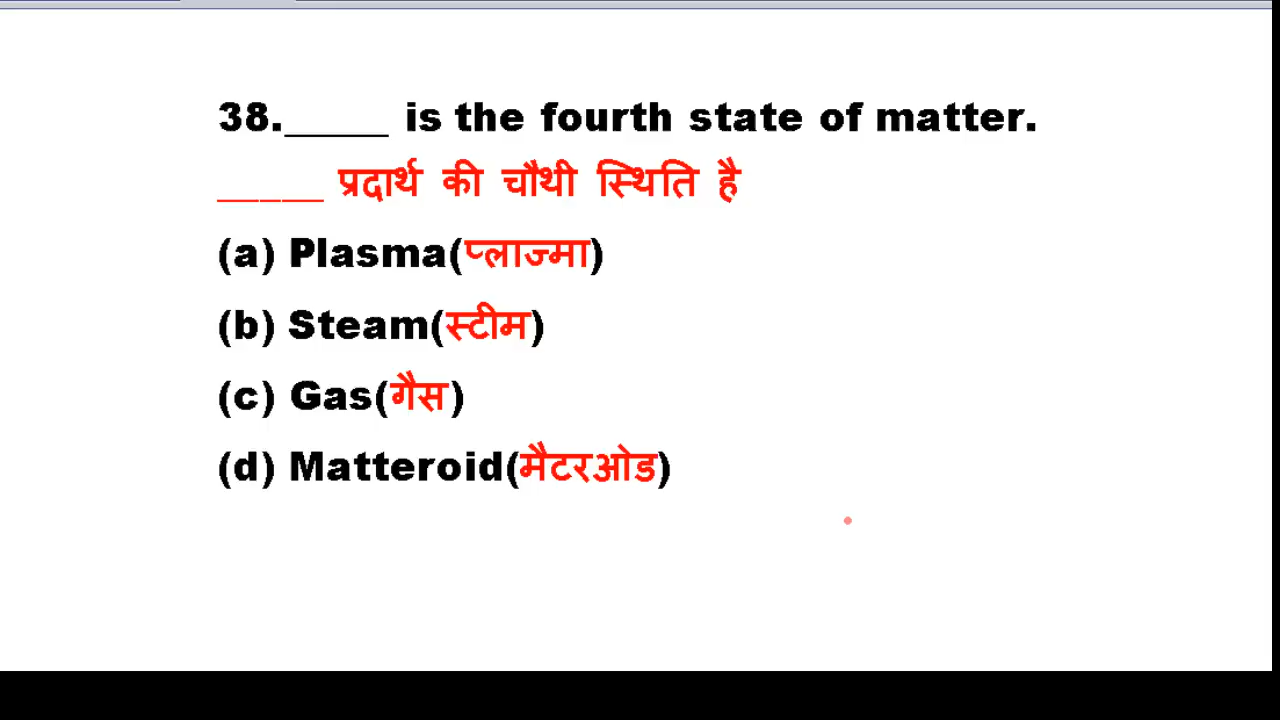 38._____ is the fourth state of matter.
_____ प्रदार्थ की चौथी स्थिति है
(a) Plasma(प्लाज्मा)
(b) Steam(स्टीम)
(c) Gas(गैस)
(d) Matteroid(मैटरओड)